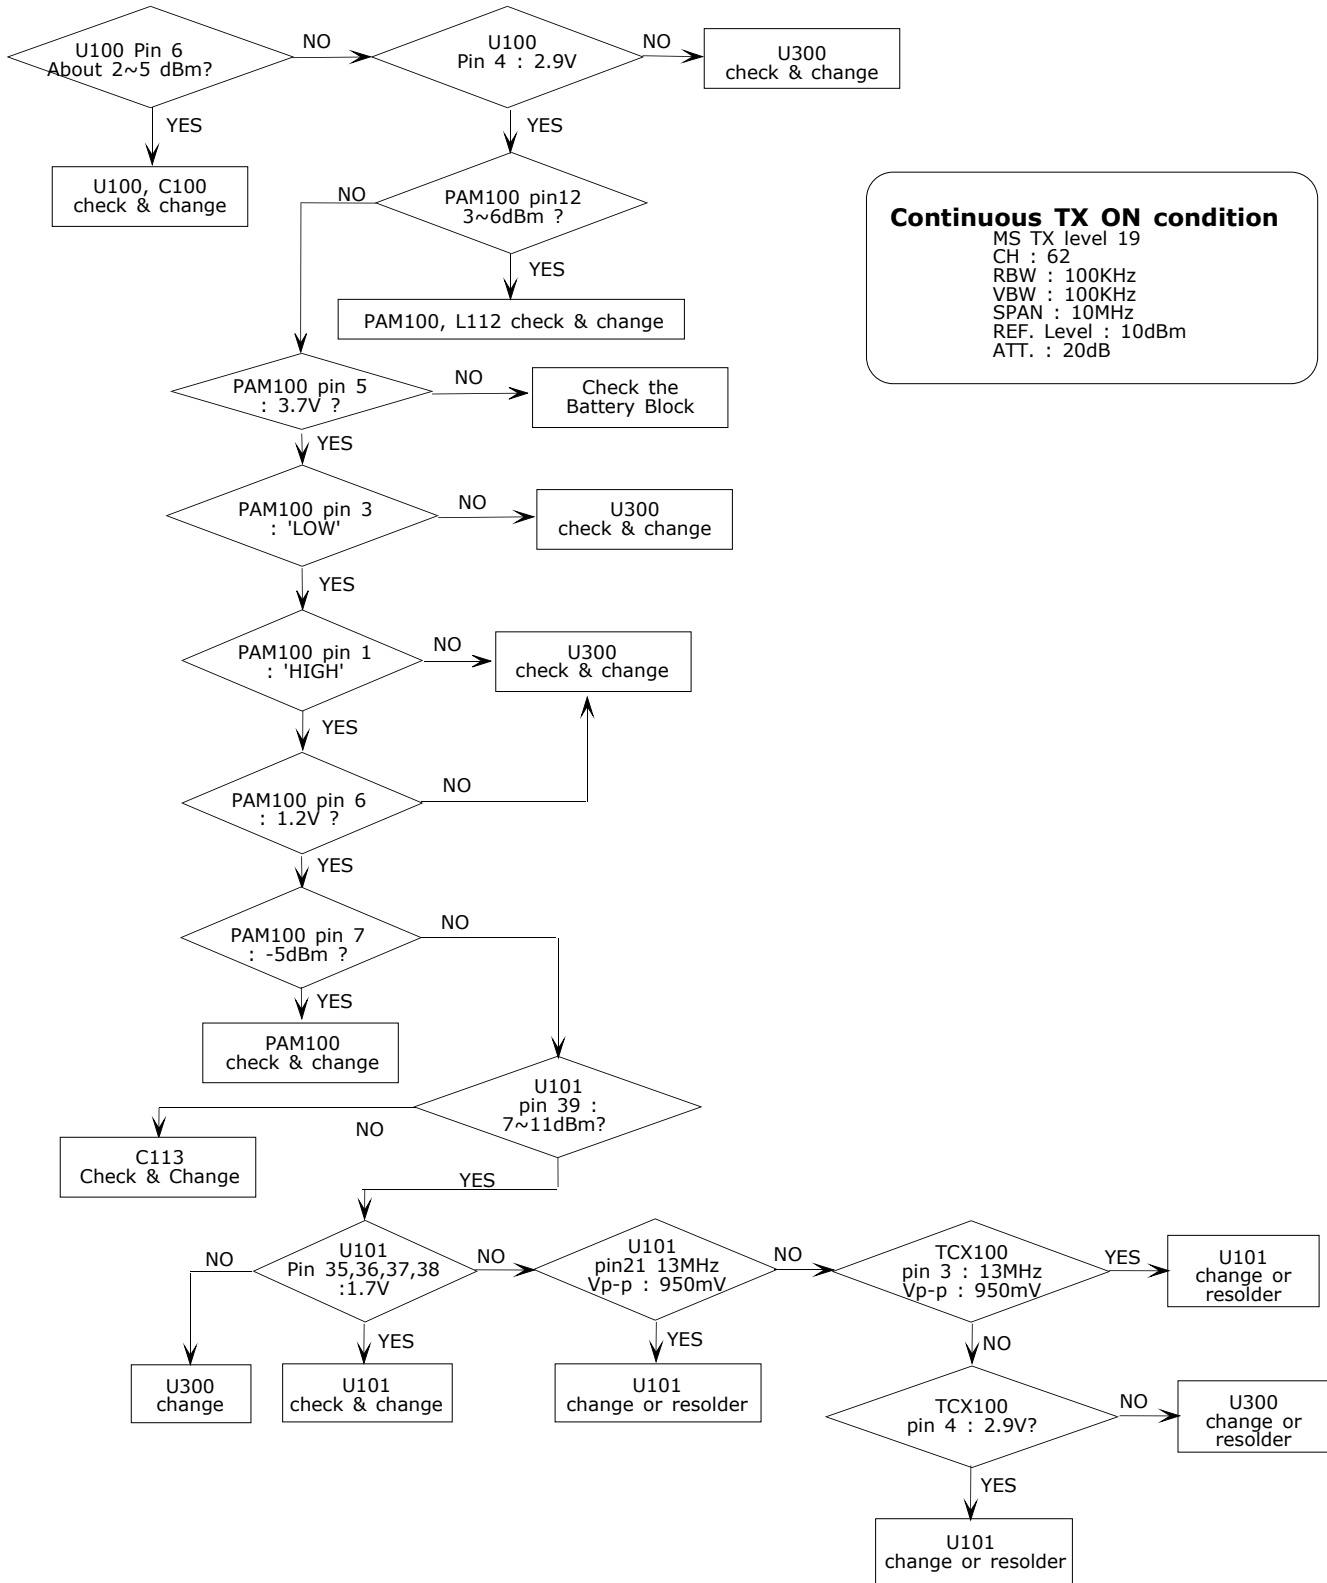 U100 Pin 6
About 2~5 dBm?
NO
U100
Pin 4 : 2.9V
NO
U300
check & change
YES
YES
U100, C100
check & change
NO
PAM100 pin12
3~6dBm ?
Continuous TX ON condition
MS TX level 19
CH : 62
RBW : 100KHz
VBW : 100KHz
SPAN : 10MHz
REF. Level : 10dBm
ATT. : 20dB
YES
PAM100, L112 check & change
PAM100 pin 5
: 3.7V ?
NO
Check the
Battery Block
YES
PAM100 pin 3
: 'LOW'
NO
U300
check & change
YES
PAM100 pin 1
: 'HIGH'
NO
U300
check & change
YES
PAM100 pin 6
: 1.2V ?
NO
YES
PAM100 pin 7
: -5dBm ?
NO
YES
PAM100
check & change
U101
pin 39 :
7~11dBm?
NO
C113
Check & Change
YES
NO
U101
Pin 35,36,37,38
:1.7V
NO
U101
pin21 13MHz
Vp-p : 950mV
NO
TCX100
pin 3 : 13MHz
Vp-p : 950mV
YES
U101
change or
resolder
YES
YES
NO
U300
change
U101
check & change
U101
change or resolder
TCX100
pin 4 : 2.9V?
NO
U300
change or
resolder
YES
U101
change or resolder